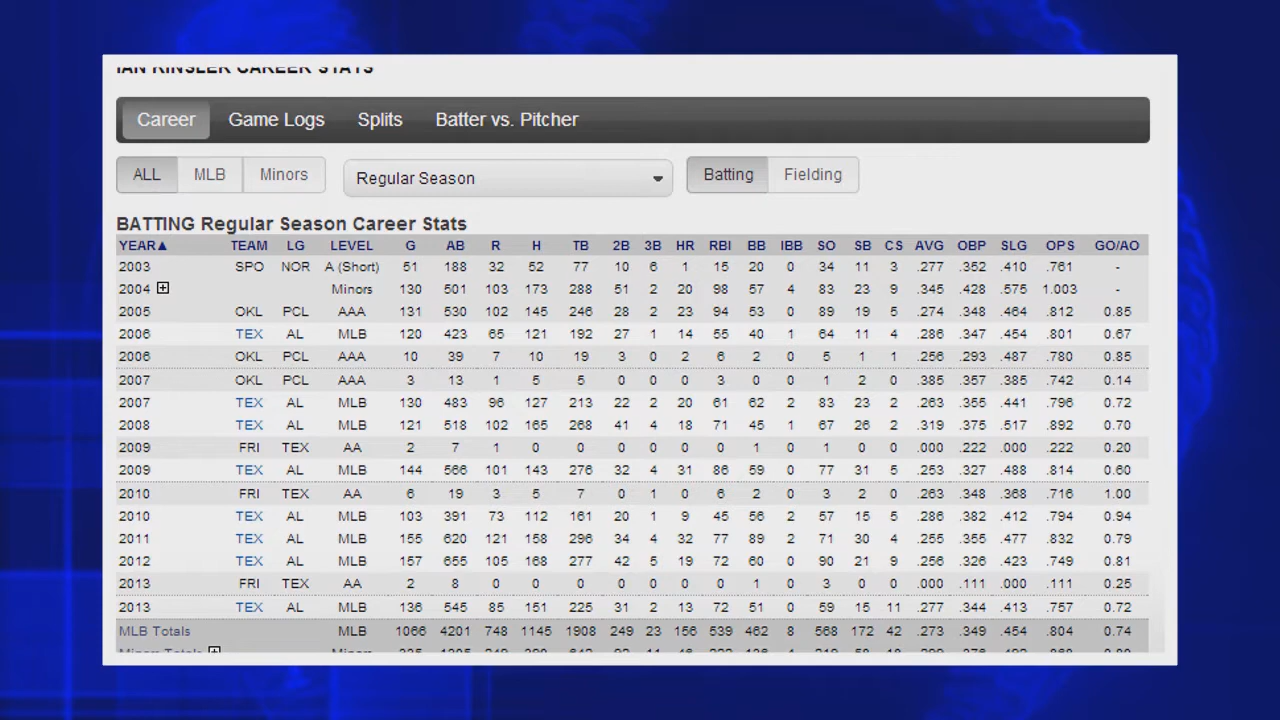 IAN KINSLER CAREER STATS
Career Game Logs Splits Batter vs. Pitcher
ALL MLB Minors Regular Season Batting Fielding
BATTING Regular Season Career Stats
YEAR▲ TEAM LG LEVEL G AB R H TB 2B 3B HR RBI BB IBB SO SB CS AVG OBP SLG OPS GO/AO
2003 SPO NOR A (Short) 51 188 32 52 77 10 6 1 15 20 0 34 11 3 .277 .352 .410 .761 -
2004 Minors 130 501 103 173 288 51 2 20 98 57 4 83 23 9 .345 .428 .575 1.003 -
2005 OKL PCL AAA 131 530 102 145 246 28 2 23 94 53 0 89 19 5 .274 .348 .464 .812 0.85
2006 TEX AL MLB 120 423 65 121 192 27 1 14 55 40 1 64 11 4 .286 .347 .454 .801 0.67
2006 OKL PCL AAA 10 39 7 10 19 3 0 2 6 2 0 5 1 1 .256 .293 .487 .780 0.85
2007 OKL PCL AAA 3 13 1 5 5 0 0 0 3 0 0 1 2 0 .385 .357 .385 .742 0.14
2007 TEX AL MLB 130 483 96 127 213 22 2 20 61 62 2 83 23 2 .263 .355 .441 .796 0.72
2008 TEX AL MLB 121 518 102 165 268 41 4 18 71 45 1 67 26 2 .319 .375 .517 .892 0.70
2009 FRI TEX AA 2 7 1 0 0 0 0 0 0 1 0 1 0 0 .000 .222 .000 .222 0.20
2009 TEX AL MLB 144 566 101 143 276 32 4 31 86 59 0 77 31 5 .253 .327 .488 .814 0.60
2010 FRI TEX AA 6 19 3 5 7 0 1 0 6 2 0 3 2 0 .263 .348 .368 .716 1.00
2010 TEX AL MLB 103 391 73 112 161 20 1 9 45 56 2 57 15 5 .286 .382 .412 .794 0.94
2011 TEX AL MLB 155 620 121 158 296 34 4 32 77 89 2 71 30 4 .255 .355 .477 .832 0.79
2012 TEX AL MLB 157 655 105 168 277 42 5 19 72 60 0 90 21 9 .256 .326 .423 .749 0.81
2013 FRI TEX AA 2 8 0 0 0 0 0 0 0 1 0 3 0 0 .000 .111 .000 .111 0.25
2013 TEX AL MLB 136 545 85 151 225 31 2 13 72 51 0 59 15 11 .277 .344 .413 .757 0.72
MLB Totals MLB 1066 4201 748 1145 1908 249 23 156 539 462 8 568 172 42 .273 .349 .454 .804 0.74
Minors Totals Minors